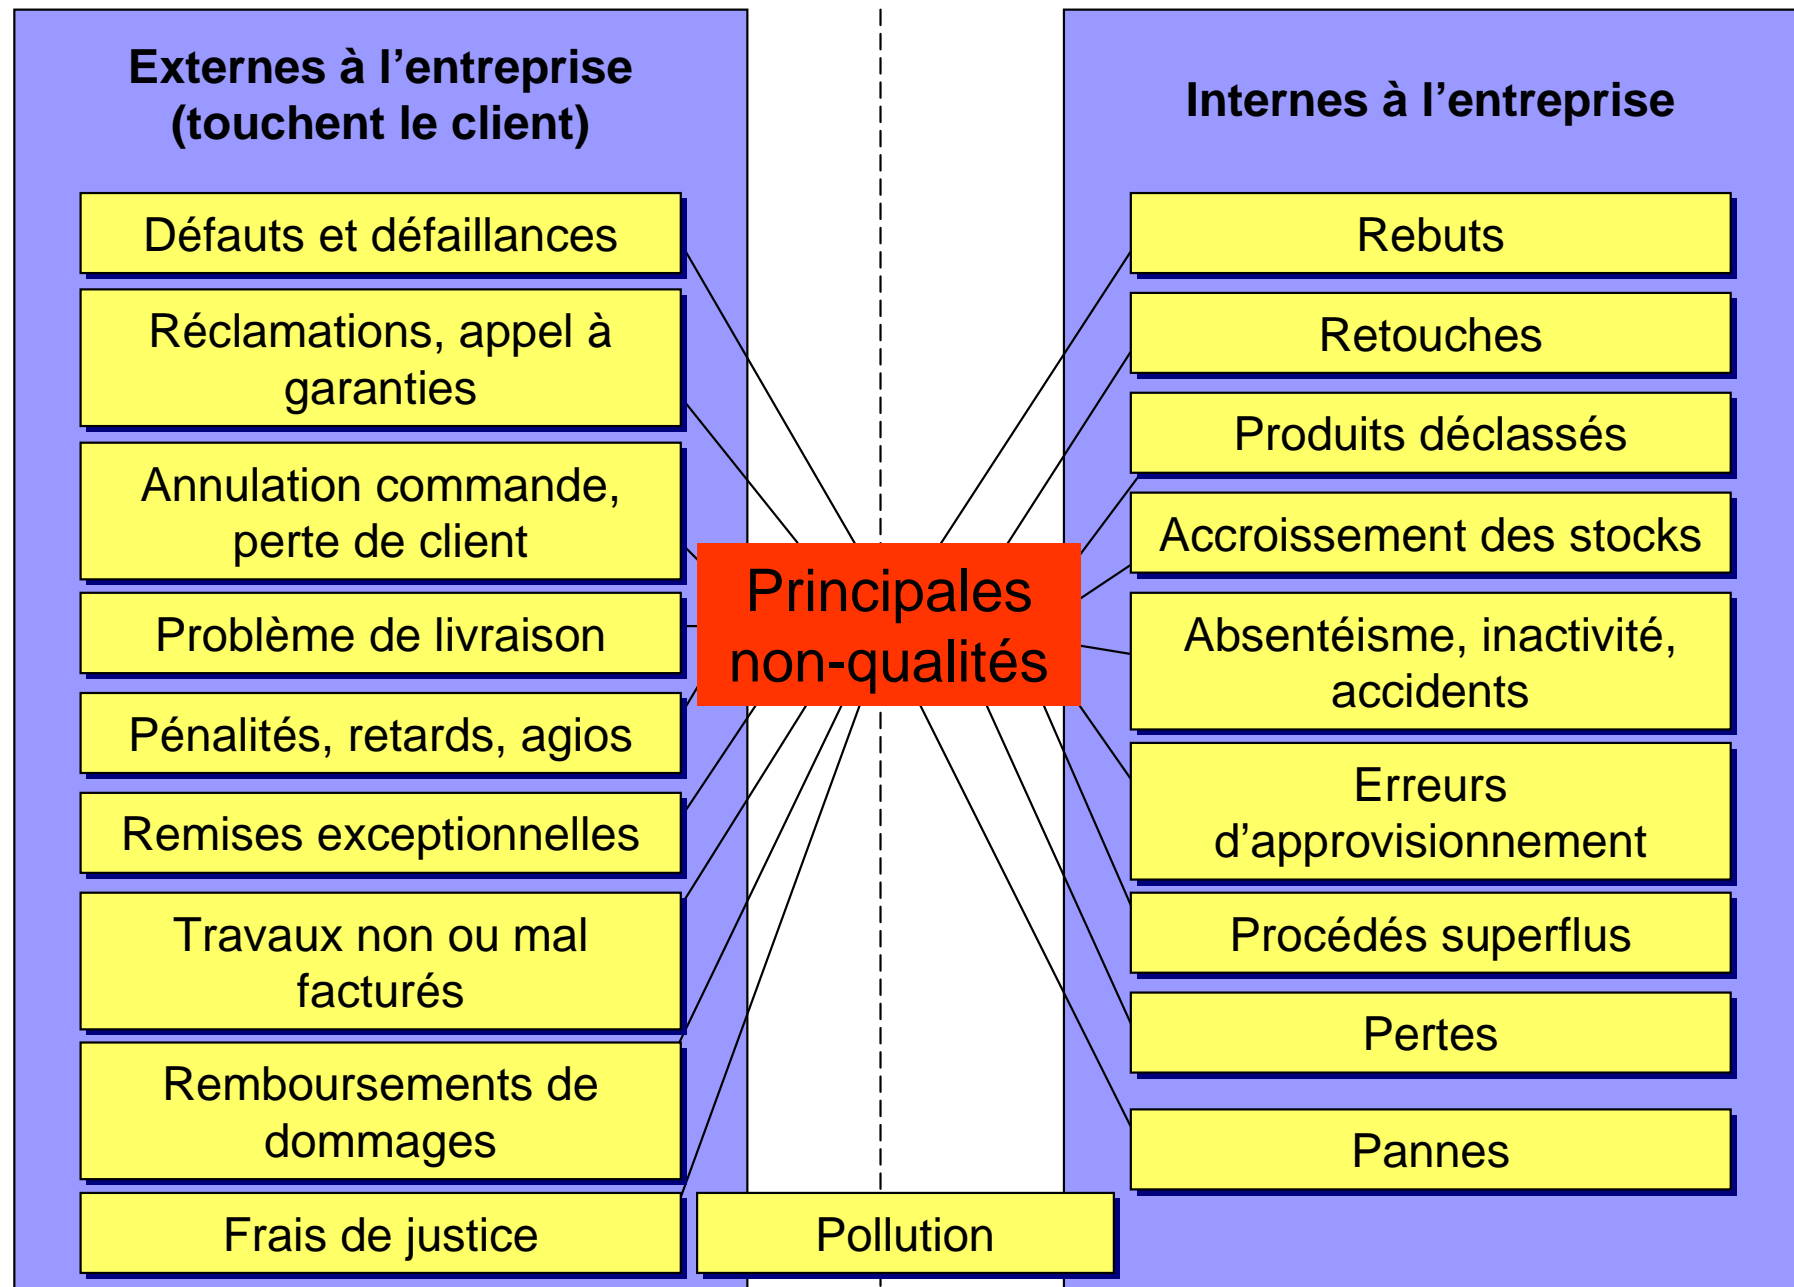 Externes à l’entreprise
(touchent le client)
Défauts et défaillances
Réclamations, appel à
garanties
Annulation commande,
perte de client
Problème de livraison
Pénalités, retards, agios
Remises exceptionnelles
Travaux non ou mal
facturés
Remboursements de
dommages
Frais de justice
Principales
non-qualités
Pollution
Internes à l’entreprise
Rebuts
Retouches
Produits déclassés
Accroissement des stocks
Absentéisme, inactivité,
accidents
Erreurs
d’approvisionnement
Procédés superflus
Pertes
Pannes